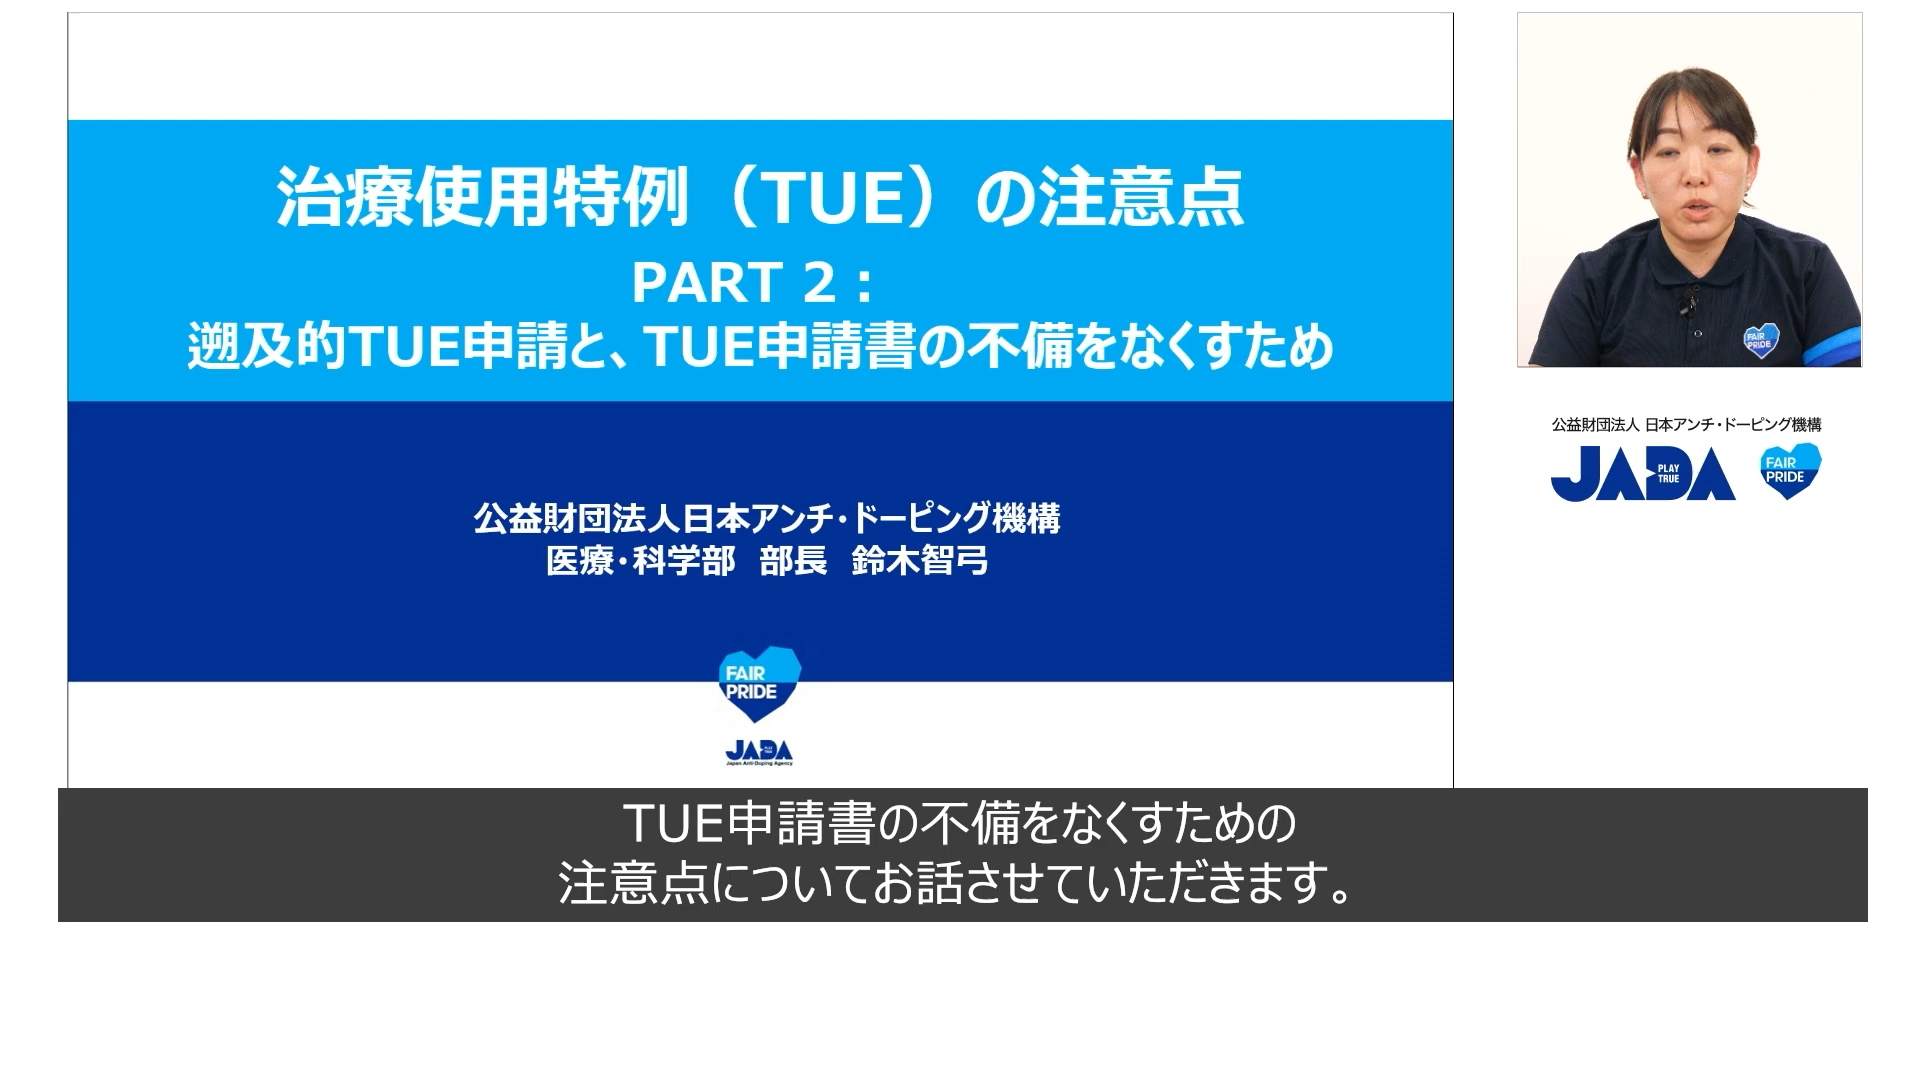 治療使用特例（TUE）の注意点
PART 2：
遡及的TUE申請と、TUE申請書の不備をなくすため
公益財団法人日本アンチ・ドーピング機構
医療・科学部　部長　鈴木智弓
FAIR
PRIDE
JADA
PLAY
TRUE
Japan Anti-Doping Agency
FAIR
PRIDE
公益財団法人 日本アンチ・ドーピング機構
JADA
PLAY
TRUE
FAIR
PRIDE
TUE申請書の不備をなくすための
注意点についてお話させていただきます。